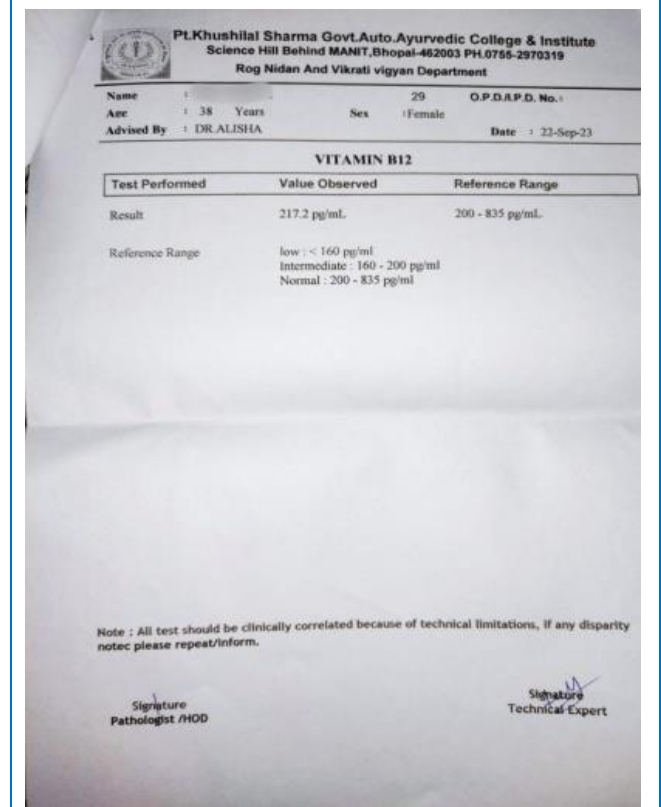 Pt.Khushilal Sharma Govt.Auto.Ayurvedic College & Institute
Science Hill Behind MANIT,Bhopal-462003 PH.0755-2970319
Rog Nidan And Vikrati vigyan Department
Name : 29 O.P.D./I.P.D. No.:
Age : 38 Years Sex :Female
Advised By : DR.ALISHA Date : 22-Sep-23
VITAMIN B12
Test Performed Value Observed Reference Range
Result 217.2 pg/mL. 200 - 835 pg/mL.
Reference Range low : < 160 pg/ml
Intermediate : 160 - 200 pg/ml
Normal : 200 - 835 pg/ml
Note : All test should be clinically correlated because of technical limitations, if any disparity
notec please repeat/inform.
Signature Signature
Pathologist /HOD Technical Expert